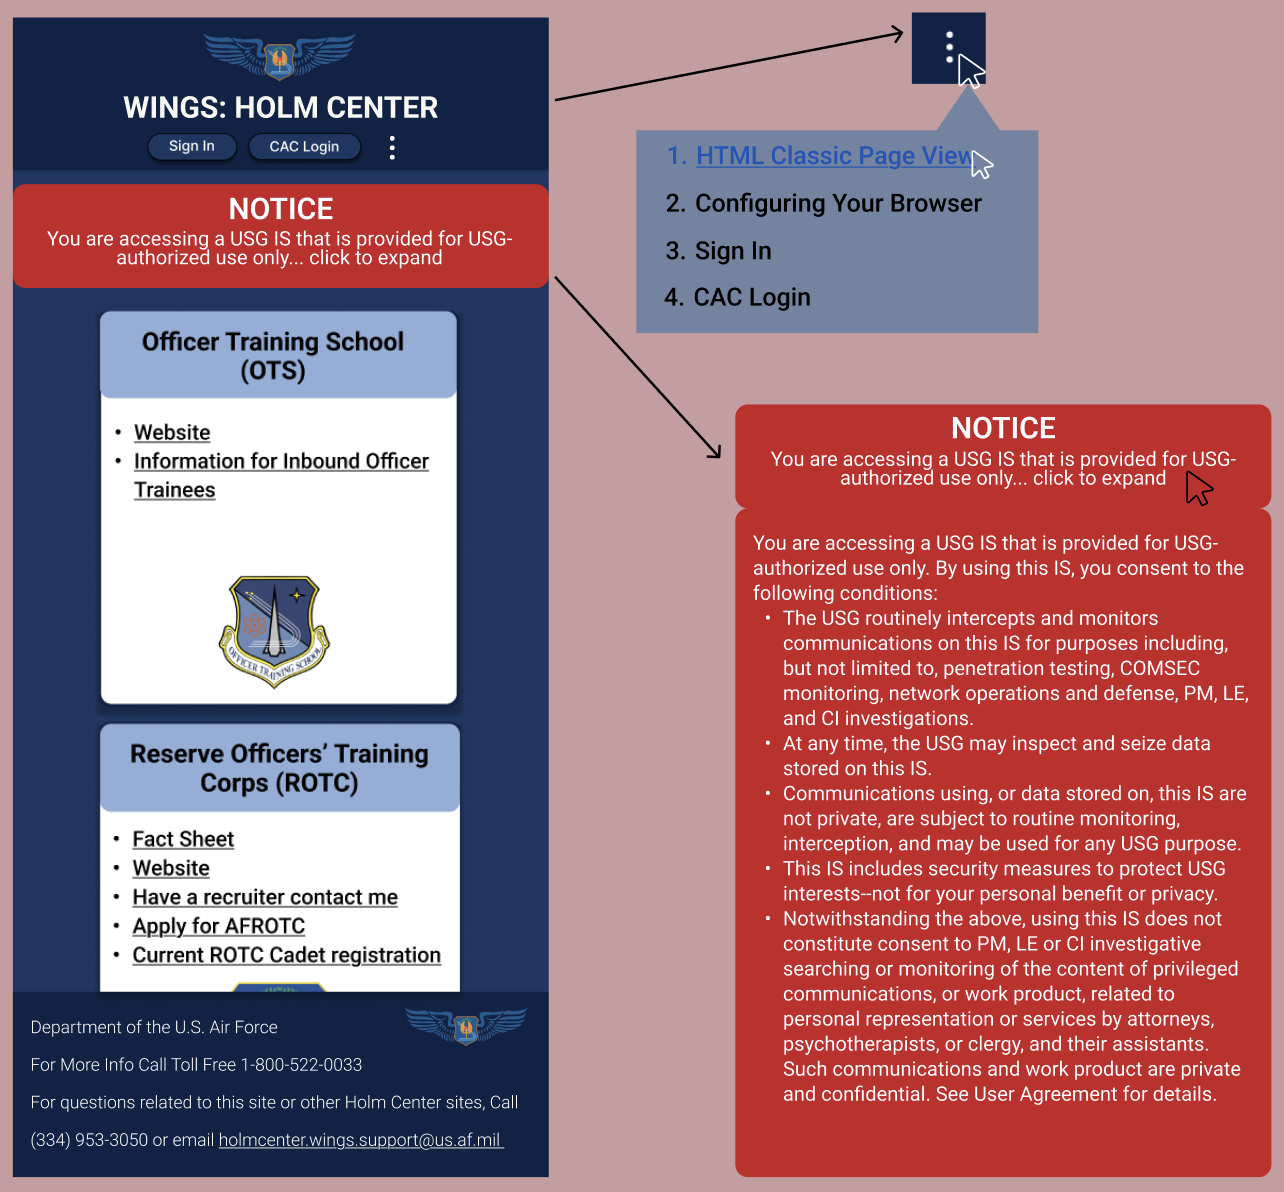 WINGS: HOLM CENTER
Sign In
CAC Login
NOTICE
You are accessing a USG IS that is provided for USG-
authorized use only... click to expand
Officer Training School
(OTS)
• Website
• Information for Inbound Officer
Trainees
OFFICER TRAINING SCHOOL
Reserve Officers’ Training
Corps (ROTC)
• Fact Sheet
• Website
• Have a recruiter contact me
• Apply for AFROTC
• Current ROTC Cadet registration
Department of the U.S. Air Force
For More Info Call Toll Free 1-800-522-0033
For questions related to this site or other Holm Center sites, Call
(334) 953-3050 or email holmcenter.wings.support@us.af.mil
1. HTML Classic Page View
2. Configuring Your Browser
3. Sign In
4. CAC Login
NOTICE
You are accessing a USG IS that is provided for USG-
authorized use only... click to expand
You are accessing a USG IS that is provided for USG-
authorized use only. By using this IS, you consent to the
following conditions:
• The USG routinely intercepts and monitors
communications on this IS for purposes including,
but not limited to, penetration testing, COMSEC
monitoring, network operations and defense, PM, LE,
and CI investigations.
• At any time, the USG may inspect and seize data
stored on this IS.
• Communications using, or data stored on, this IS are
not private, are subject to routine monitoring,
interception, and may be used for any USG purpose.
• This IS includes security measures to protect USG
interests--not for your personal benefit or privacy.
• Notwithstanding the above, using this IS does not
constitute consent to PM, LE or CI investigative
searching or monitoring of the content of privileged
communications, or work product, related to
personal representation or services by attorneys,
psychotherapists, or clergy, and their assistants.
Such communications and work product are private
and confidential. See User Agreement for details.